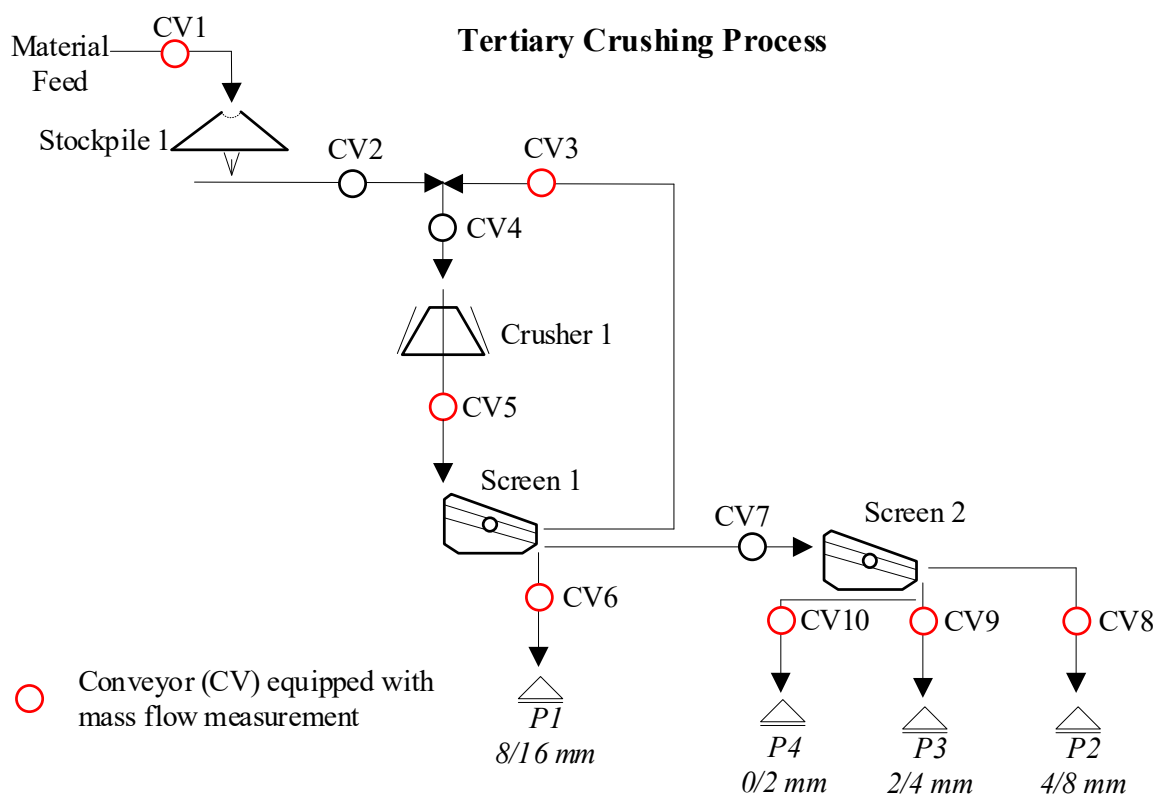 Tertiary Crushing Process
CV1
Material
Feed
Stockpile 1
CV2
CV3
CV4
Crusher 1
CV5
Screen 1
CV7
Screen 2
CV6
CV10
CV9
CV8
Conveyor (CV) equipped with
mass flow measurement
P1
8/16 mm
P4
0/2 mm
P3
2/4 mm
P2
4/8 mm